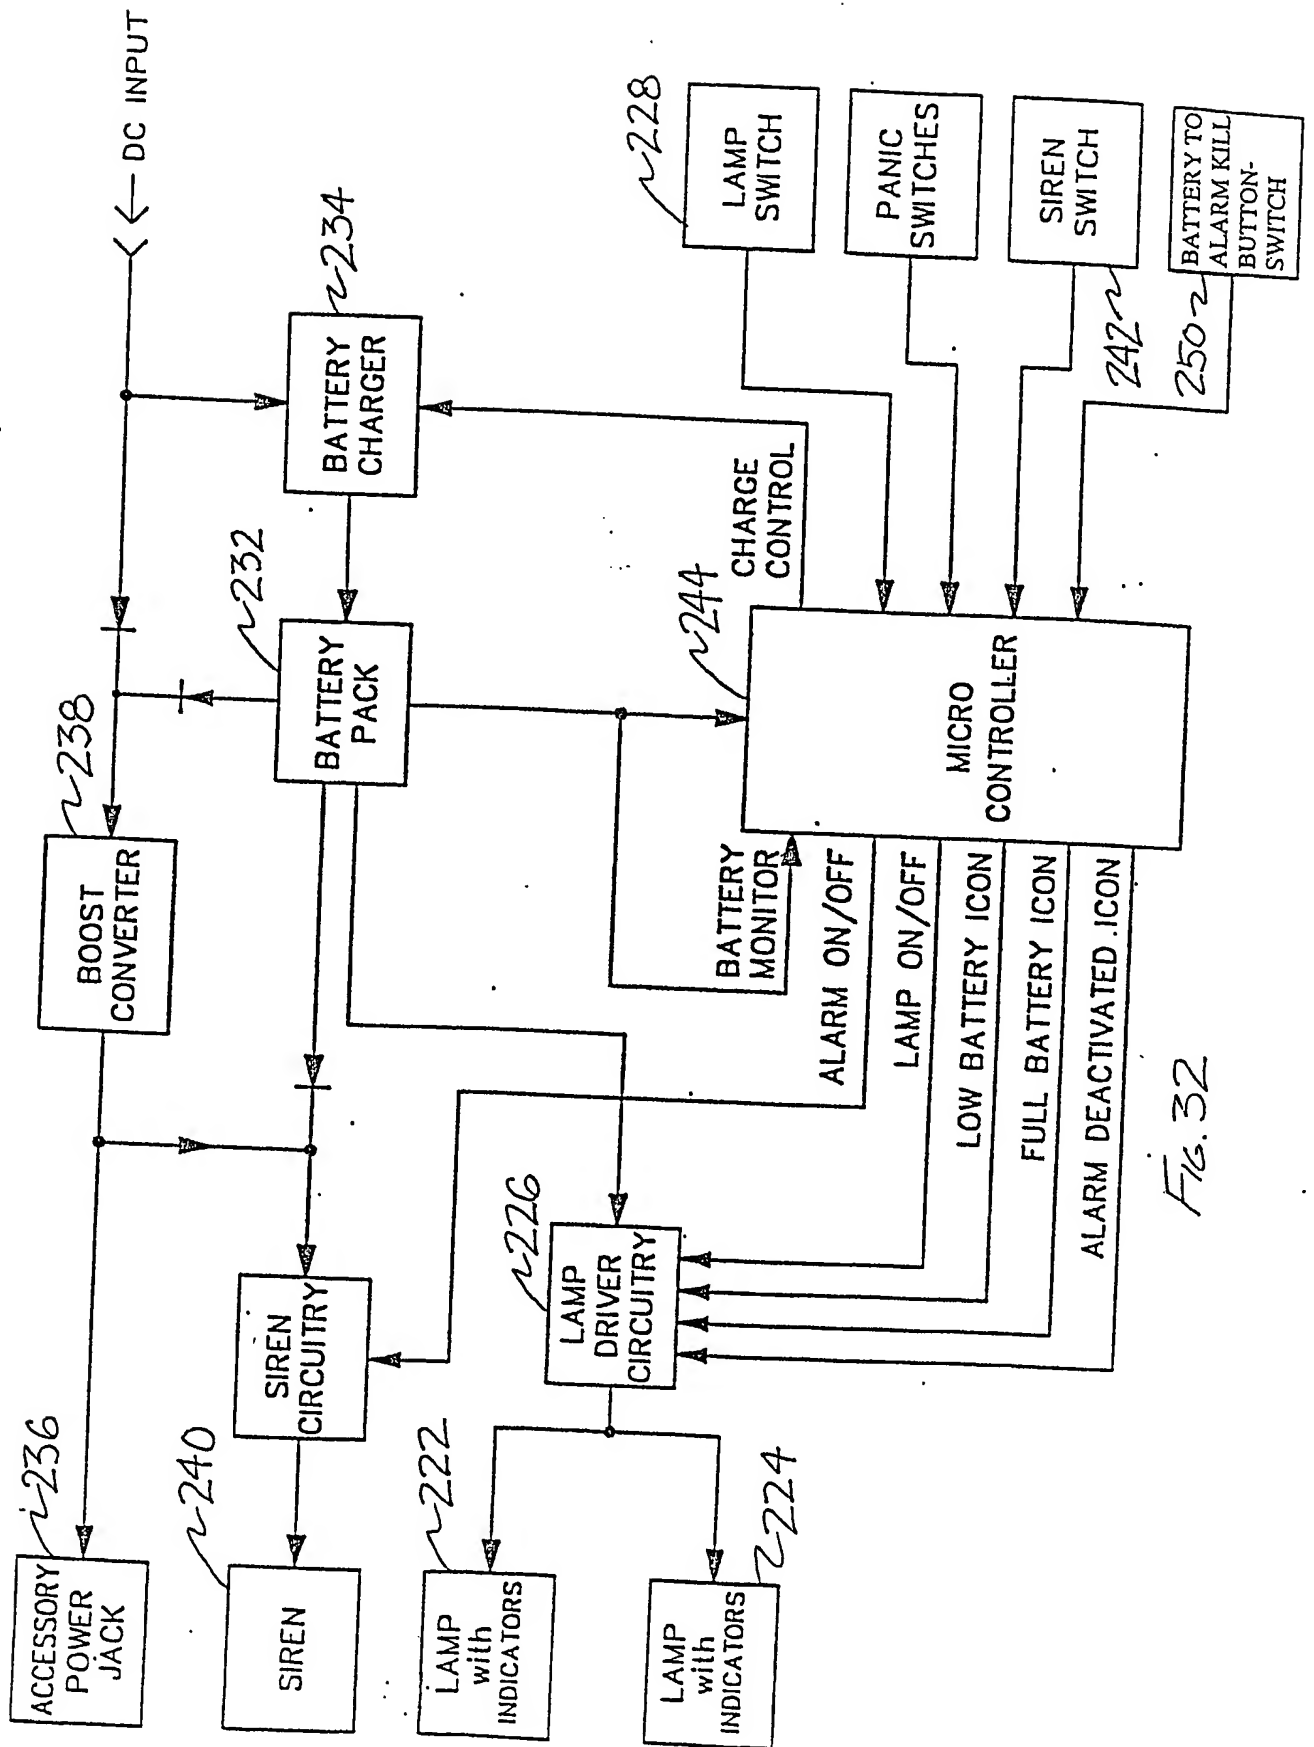 DC INPUT
234
BATTERY
CHARGER
232
BATTERY
PACK
238
BOOST
CONVERTER
236
ACCESSORY
POWER
JACK
240
SIREN
SIREN
CIRCUITRY
222
LAMP
with
INDICATORS
224
LAMP
with
INDICATORS
226
LAMP
DRIVER
CIRCUITRY
228
LAMP
SWITCH
PANIC
SWITCHES
SIREN
SWITCH
242
BATTERY TO
ALARM KILL
BUTTON-
SWITCH
250
CHARGE
CONTROL
244
MICRO
CONTROLLER
BATTERY
MONITOR
ALARM ON/OFF
LAMP ON/OFF
LOW BATTERY ICON
FULL BATTERY ICON
ALARM DEACTIVATED .ICON
FIG. 32